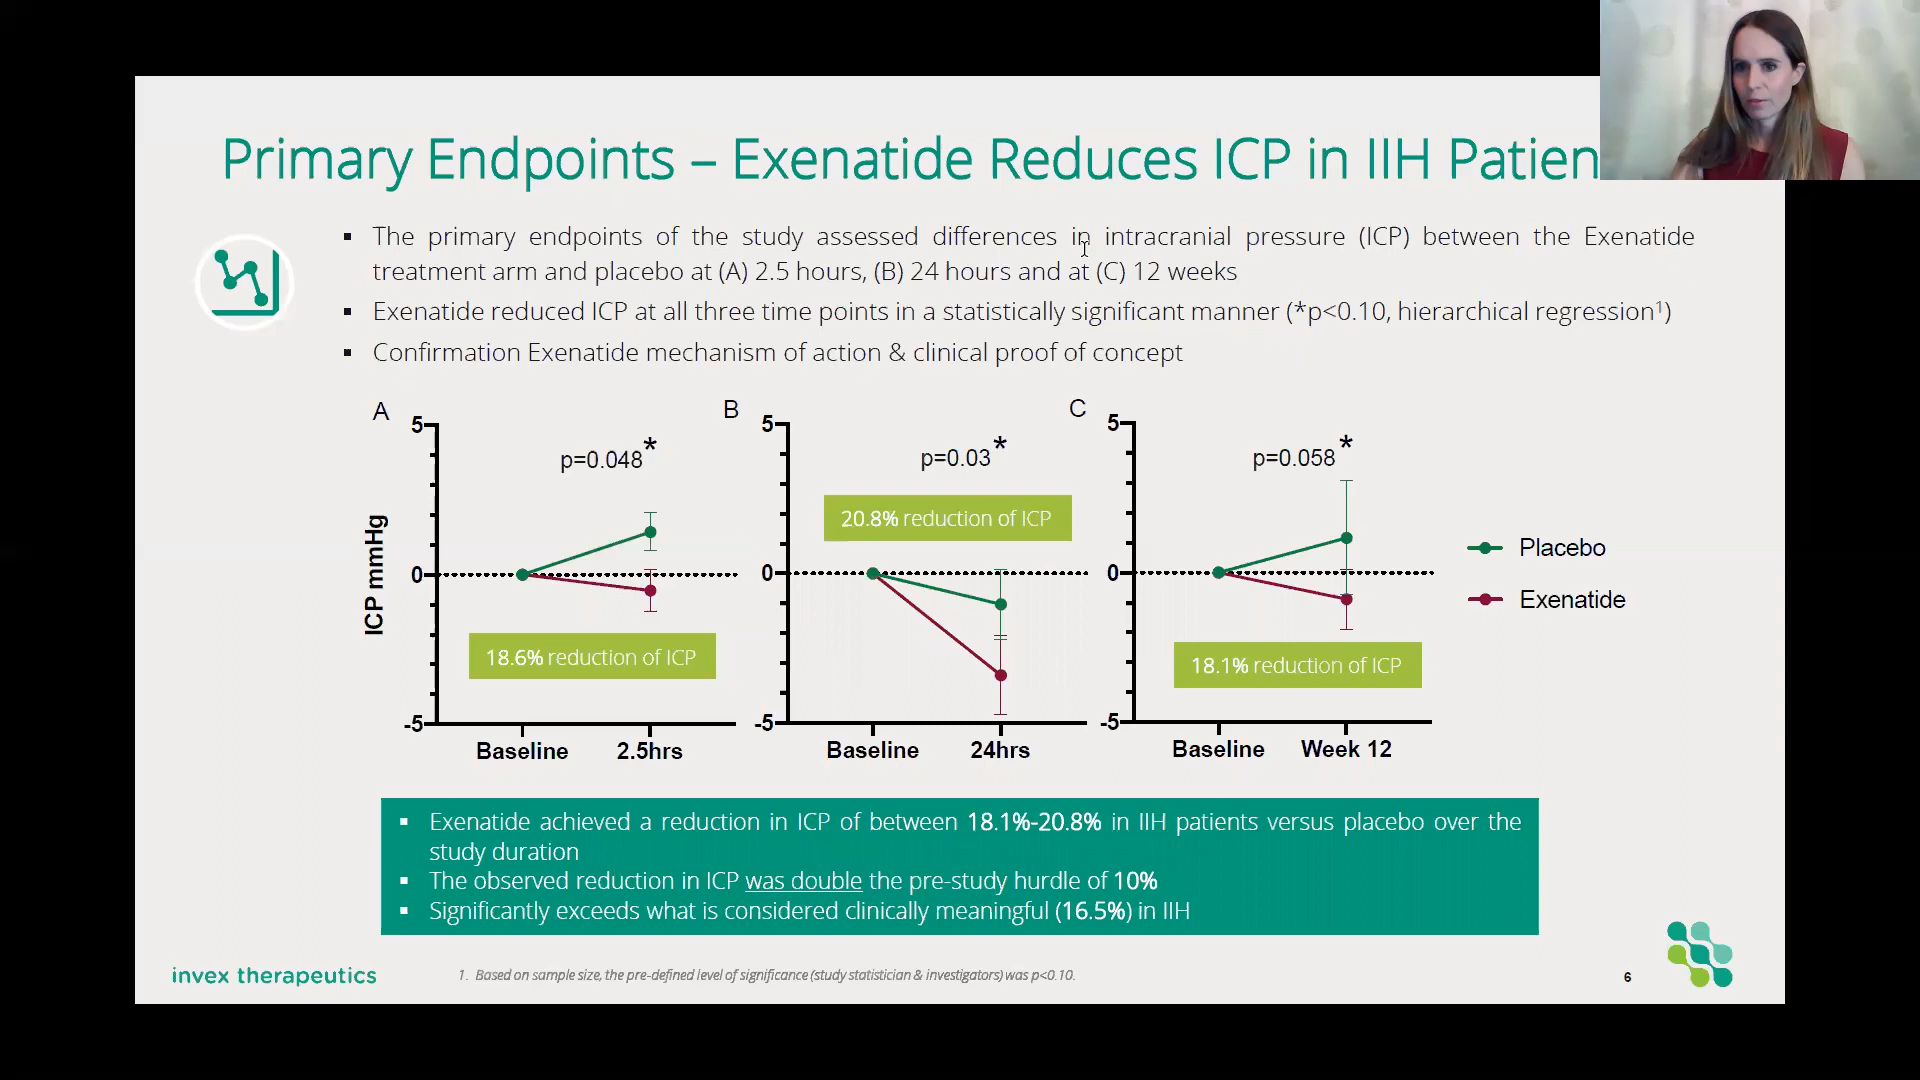 Primary Endpoints – Exenatide Reduces ICP in IIH Patien
▪ The primary endpoints of the study assessed differences in intracranial pressure (ICP) between the Exenatide
treatment arm and placebo at (A) 2.5 hours, (B) 24 hours and at (C) 12 weeks
▪ Exenatide reduced ICP at all three time points in a statistically significant manner (*p<0.10, hierarchical regression¹)
▪ Confirmation Exenatide mechanism of action & clinical proof of concept
A
5
p=0.048*
0
ICP mmHg
18.6% reduction of ICP
-5
Baseline 2.5hrs
B
5
p=0.03*
20.8% reduction of ICP
0
-5
Baseline 24hrs
C
5
p=0.058*
0
18.1% reduction of ICP
-5
Baseline Week 12
Placebo
Exenatide
▪ Exenatide achieved a reduction in ICP of between 18.1%-20.8% in IIH patients versus placebo over the
study duration
▪ The observed reduction in ICP was double the pre-study hurdle of 10%
▪ Significantly exceeds what is considered clinically meaningful (16.5%) in IIH
invex therapeutics
1. Based on sample size, the pre-defined level of significance (study statistician & investigators) was p<0.10.
6